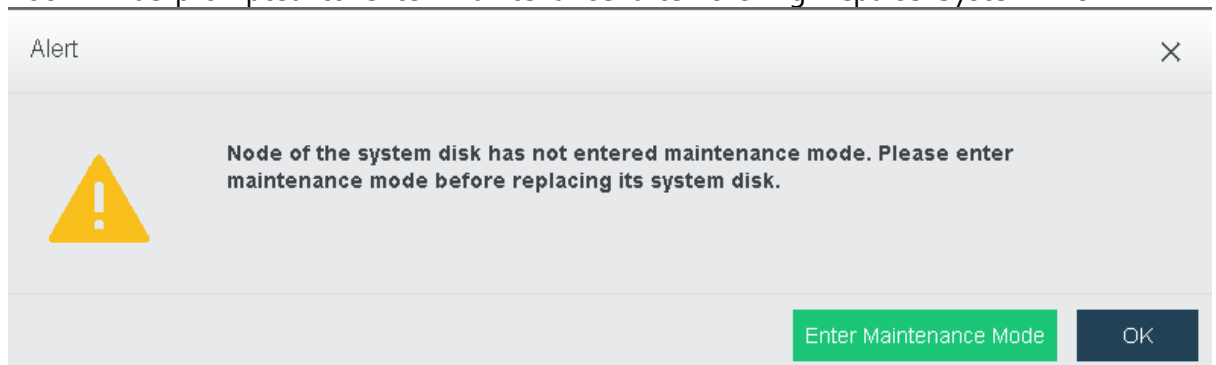 Alert
Node of the system disk has not entered maintenance mode. Please enter
maintenance mode before replacing its system disk.
Enter Maintenance Mode
OK